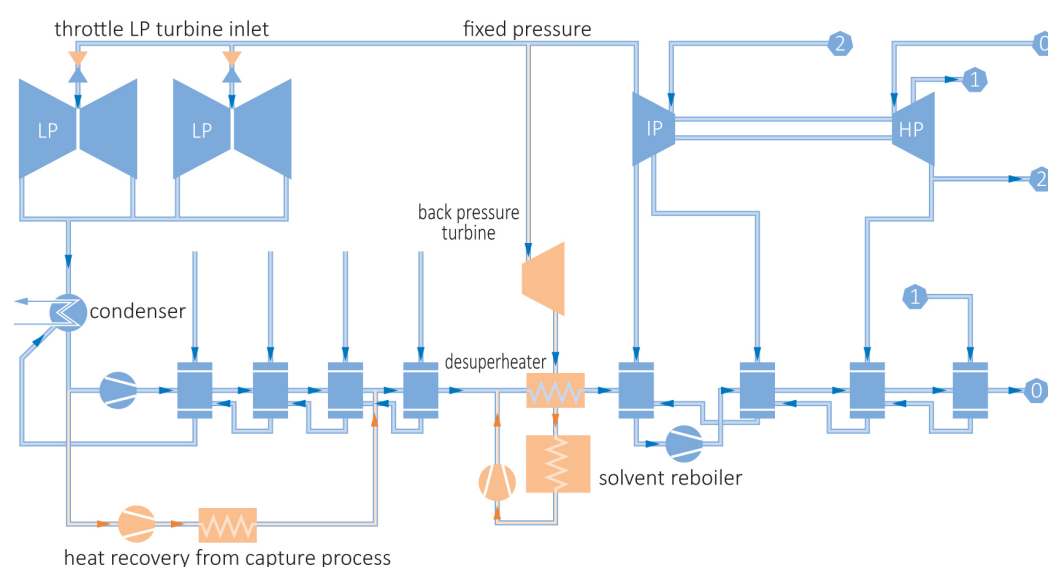 throttle LP turbine inlet
fixed pressure
2
0
1
LP
LP
IP
HP
2
back pressure
turbine
condenser
1
desuperheater
0
solvent reboiler
heat recovery from capture process